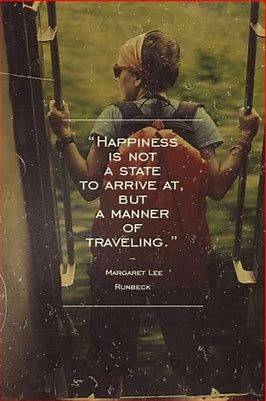 “Happiness
is not
a state
to arrive at,
but
a manner
of
traveling.”
–
Margaret Lee
Runbeck